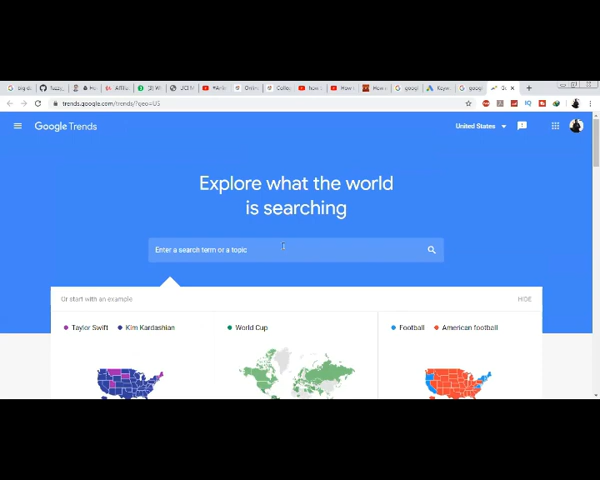 trends.google.com/trends/?geo=US
Google Trends
United States
Explore what the world
is searching
Enter a search term or a topic
Or start with an example
HIDE
Taylor Swift
Kim Kardashian
World Cup
Football
American football